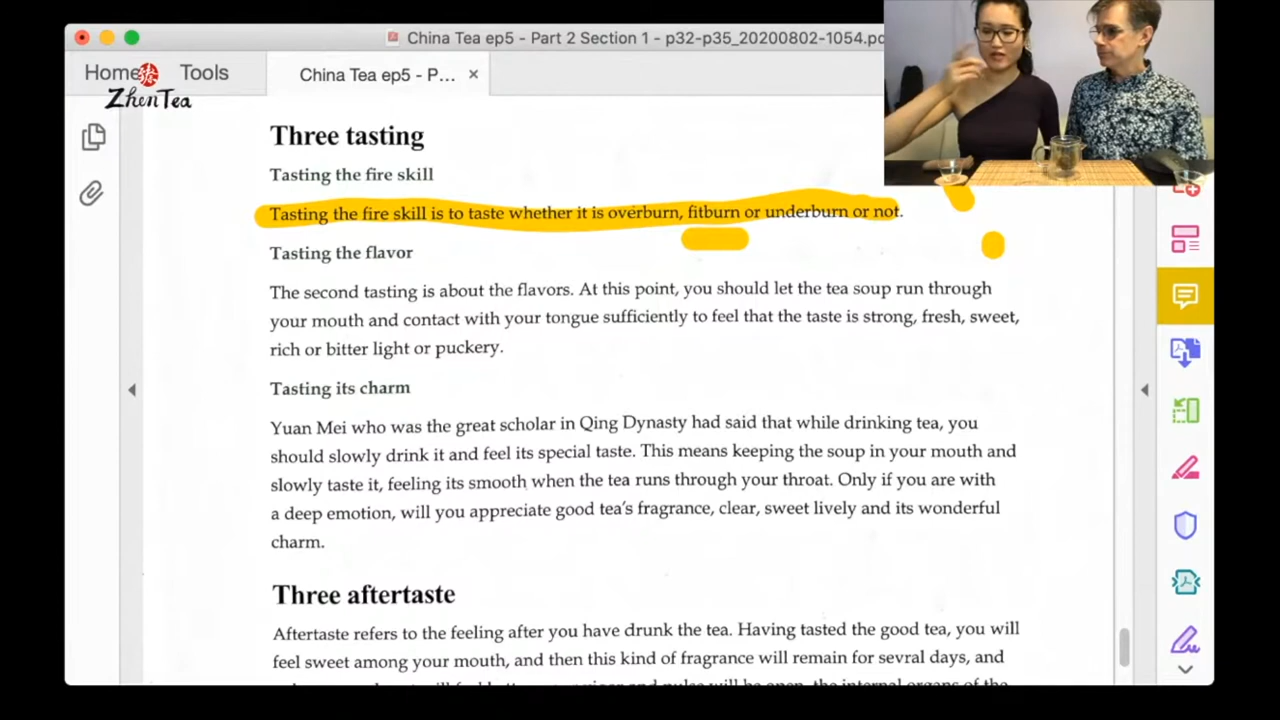 China Tea ep5 - Part 2 Section 1 - p32-p35_20200802-1054.pd
Home
Tools
China Tea ep5 - P...
ZhenTea
Three tasting
Tasting the fire skill
Tasting the fire skill is to taste whether it is overburn, fitburn or underburn or not.
Tasting the flavor
The second tasting is about the flavors. At this point, you should let the tea soup run through
your mouth and contact with your tongue sufficiently to feel that the taste is strong, fresh, sweet,
rich or bitter light or puckery.
Tasting its charm
Yuan Mei who was the great scholar in Qing Dynasty had said that while drinking tea, you
should slowly drink it and feel its special taste. This means keeping the soup in your mouth and
slowly taste it, feeling its smooth when the tea runs through your throat. Only if you are with
a deep emotion, will you appreciate good tea's fragrance, clear, sweet lively and its wonderful
charm.
Three aftertaste
Aftertaste refers to the feeling after you have drunk the tea. Having tasted the good tea, you will
feel sweet among your mouth, and then this kind of fragrance will remain for sevral days, and